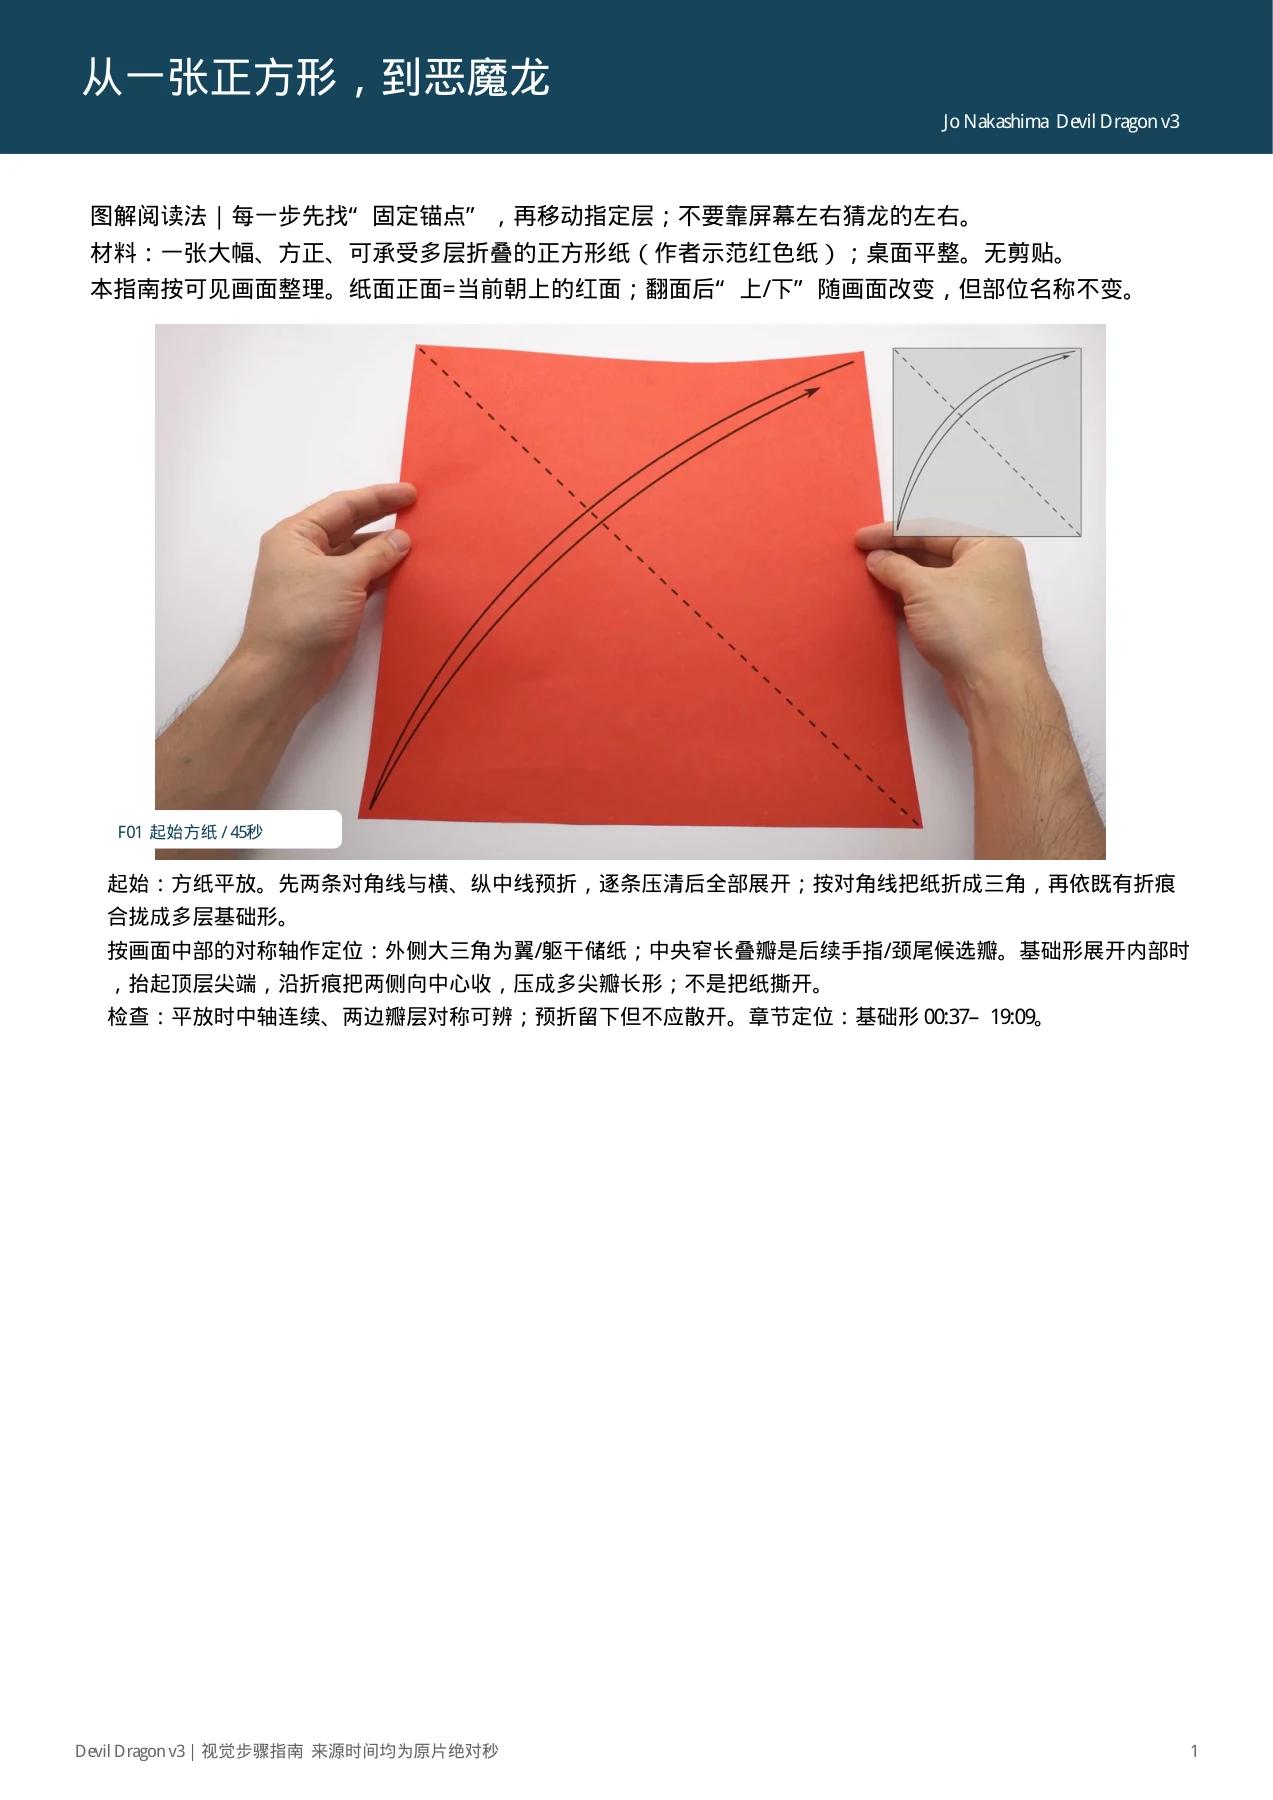 从一张正方形，到恶魔龙
Jo Nakashima Devil Dragon v3
图解阅读法｜每一步先找“固定锚点”，再移动指定层；不要靠屏幕左右猜龙的左右。
材料：一张大幅、方正、可承受多层折叠的正方形纸（作者示范红色纸）；桌面平整。无剪贴。
本指南按可见画面整理。纸面正面=当前朝上的红面；翻面后“上/下”随画面改变，但部位名称不变。
F01 起始方纸 / 45秒
起始：方纸平放。先两条对角线与横、纵中线预折，逐条压清后全部展开；按对角线把纸折成三角，再依既有折痕
合拢成多层基础形。
按画面中部的对称轴作定位：外侧大三角为翼/躯干储纸；中央窄长叠瓣是后续手指/颈尾候选瓣。基础形展开内部时
，抬起顶层尖端，沿折痕把两侧向中心收，压成多尖瓣长形；不是把纸撕开。
检查：平放时中轴连续、两边瓣层对称可辨；预折留下但不应散开。章节定位：基础形 00:37–19:09。
Devil Dragon v3 | 视觉步骤指南 来源时间均为原片绝对秒
1